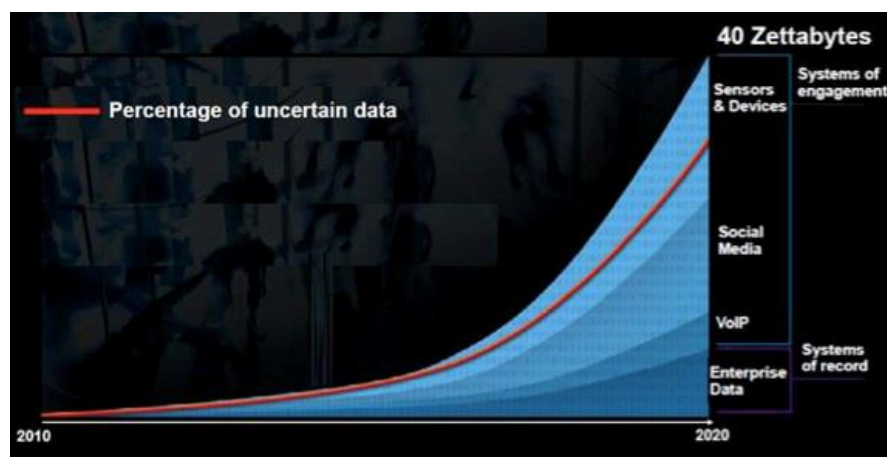 40 Zettabytes
Sensors
& Devices
Systems of
engagement
Percentage of uncertain data
Social
Media
VoIP
Systems
of record
Enterprise
Data
2010
2020